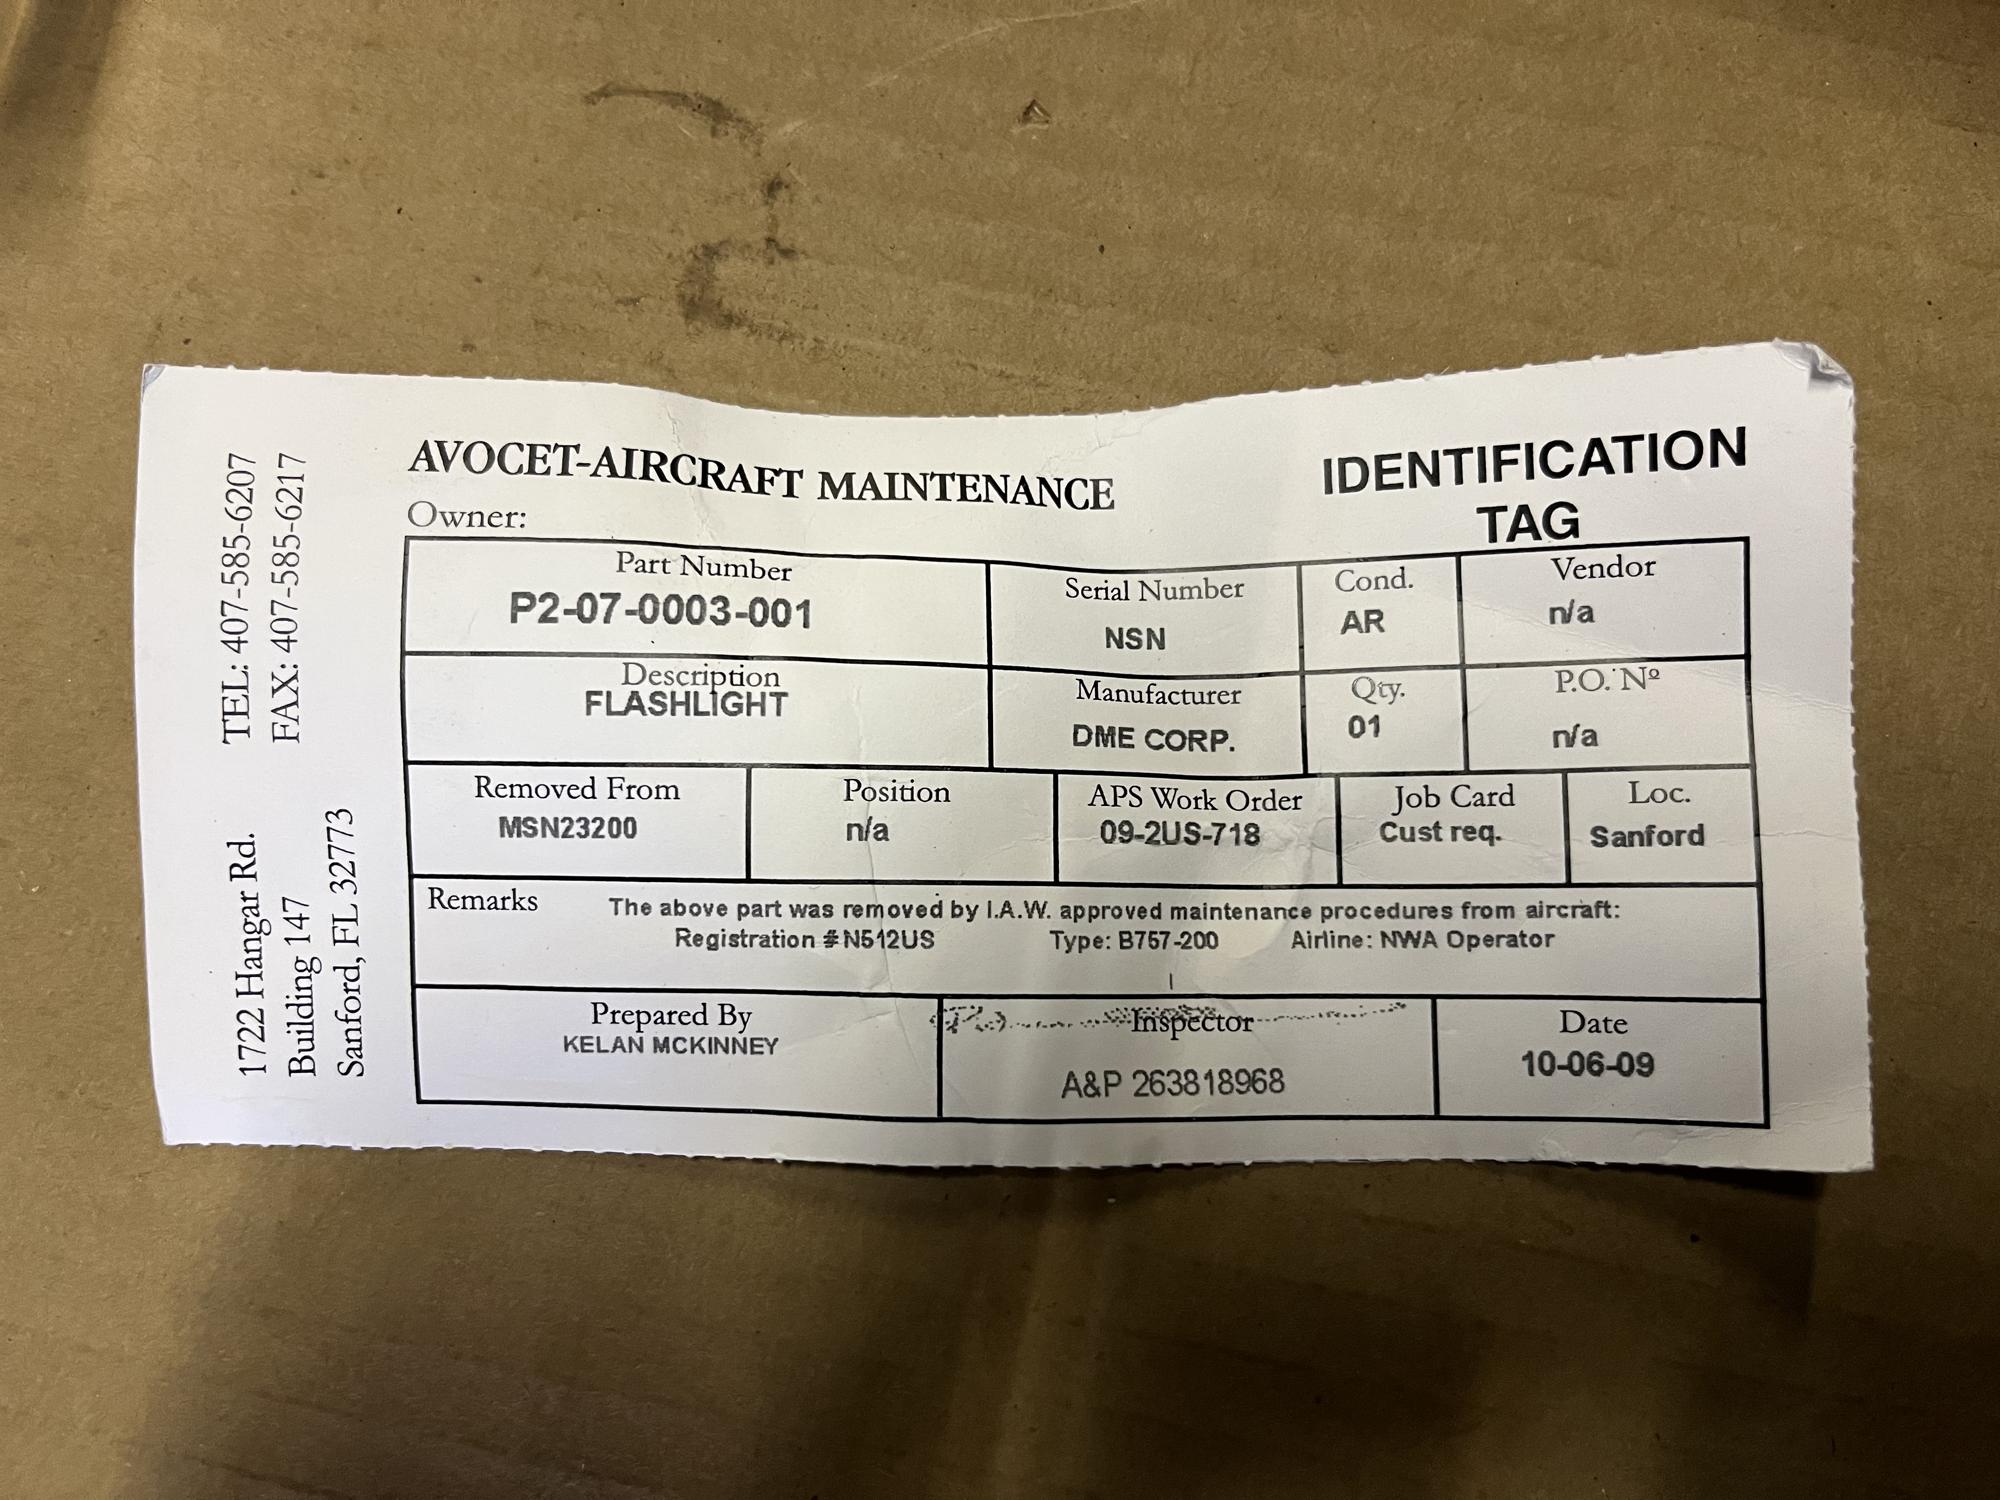 AVOCET-AIRCRAFT MAINTENANCE
IDENTIFICATION
TAG
Owner:
Part Number
P2-07-0003-001
Serial Number
NSN
Cond.
AR
Vendor
n/a
Description
FLASHLIGHT
Manufacturer
DME CORP.
Qty.
01
P.O. Nº
n/a
Removed From
MSN23200
Position
n/a
APS Work Order
09-2US-718
Job Card
Cust req.
Loc.
Sanford
Remarks
The above part was removed by I.A.W. approved maintenance procedures from aircraft:
Registration # N512US Type: B757-200 Airline: NWA Operator
Prepared By
KELAN MCKINNEY
Inspector
A&P 263818968
Date
10-06-09
TEL: 407-585-6207
FAX: 407-585-6217
1722 Hangar Rd.
Building 147
Sanford, FL 32773